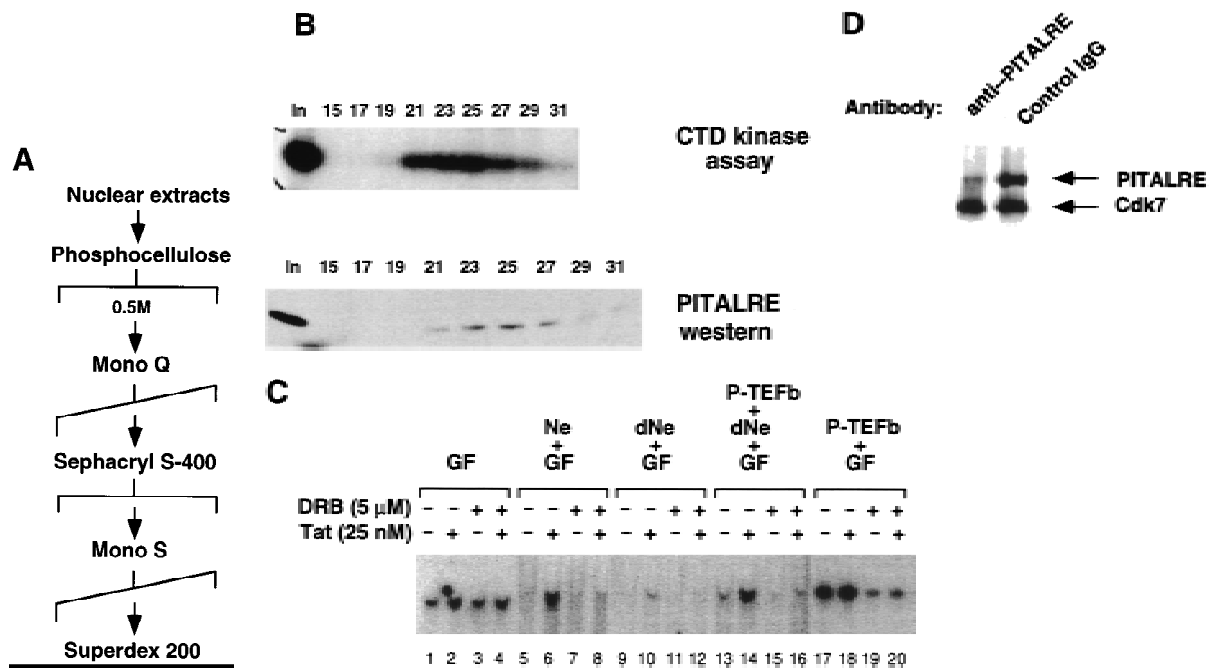 A
Nuclear extracts
Phosphocellulose
0.5M
Mono Q
Sephacryl S-400
Mono S
Superdex 200
B
In 15 17 19 21 23 25 27 29 31
CTD kinase
assay
In 15 17 19 21 23 25 27 29 31
PITALRE
western
C
GF
Ne
+
GF
dNe
+
GF
P-TEFb
+
dNe
+
GF
P-TEFb
+
GF
DRB (5 µM) – – + + – – + + – – + + – – + + – – + +
Tat (25 nM) – + – + – + – + – + – + – + – + – + – +
1 2 3 4 5 6 7 8 9 10 11 12 13 14 15 16 17 18 19 20
D
Antibody:
anti--PITALRE
Control IgG
PITALRE
Cdk7